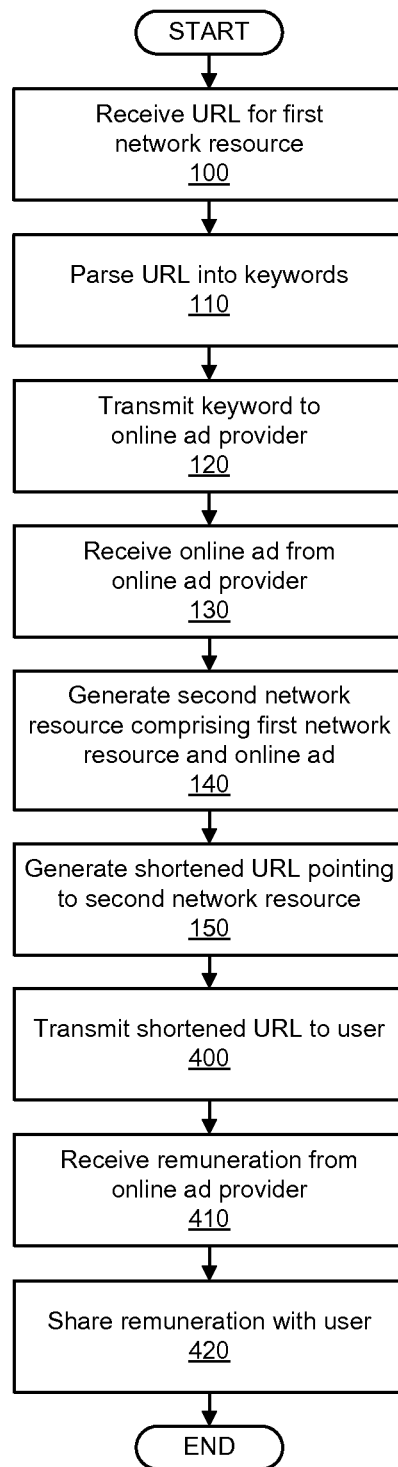 START
Receive URL for first
network resource
100
Parse URL into keywords
110
Transmit keyword to
online ad provider
120
Receive online ad from
online ad provider
130
Generate second network
resource comprising first network
resource and online ad
140
Generate shortened URL pointing
to second network resource
150
Transmit shortened URL to user
400
Receive remuneration from
online ad provider
410
Share remuneration with user
420
END